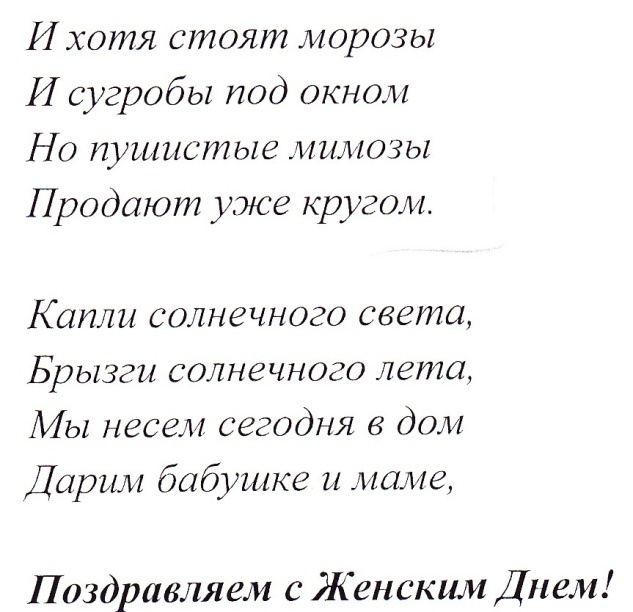 И хотя стоят морозы
И сугробы под окном
Но пушистые мимозы
Продают уже кругом.
Капли солнечного света,
Брызги солнечного лета,
Мы несем сегодня в дом
Дарим бабушке и маме,
Поздравляем с Женским Днем!